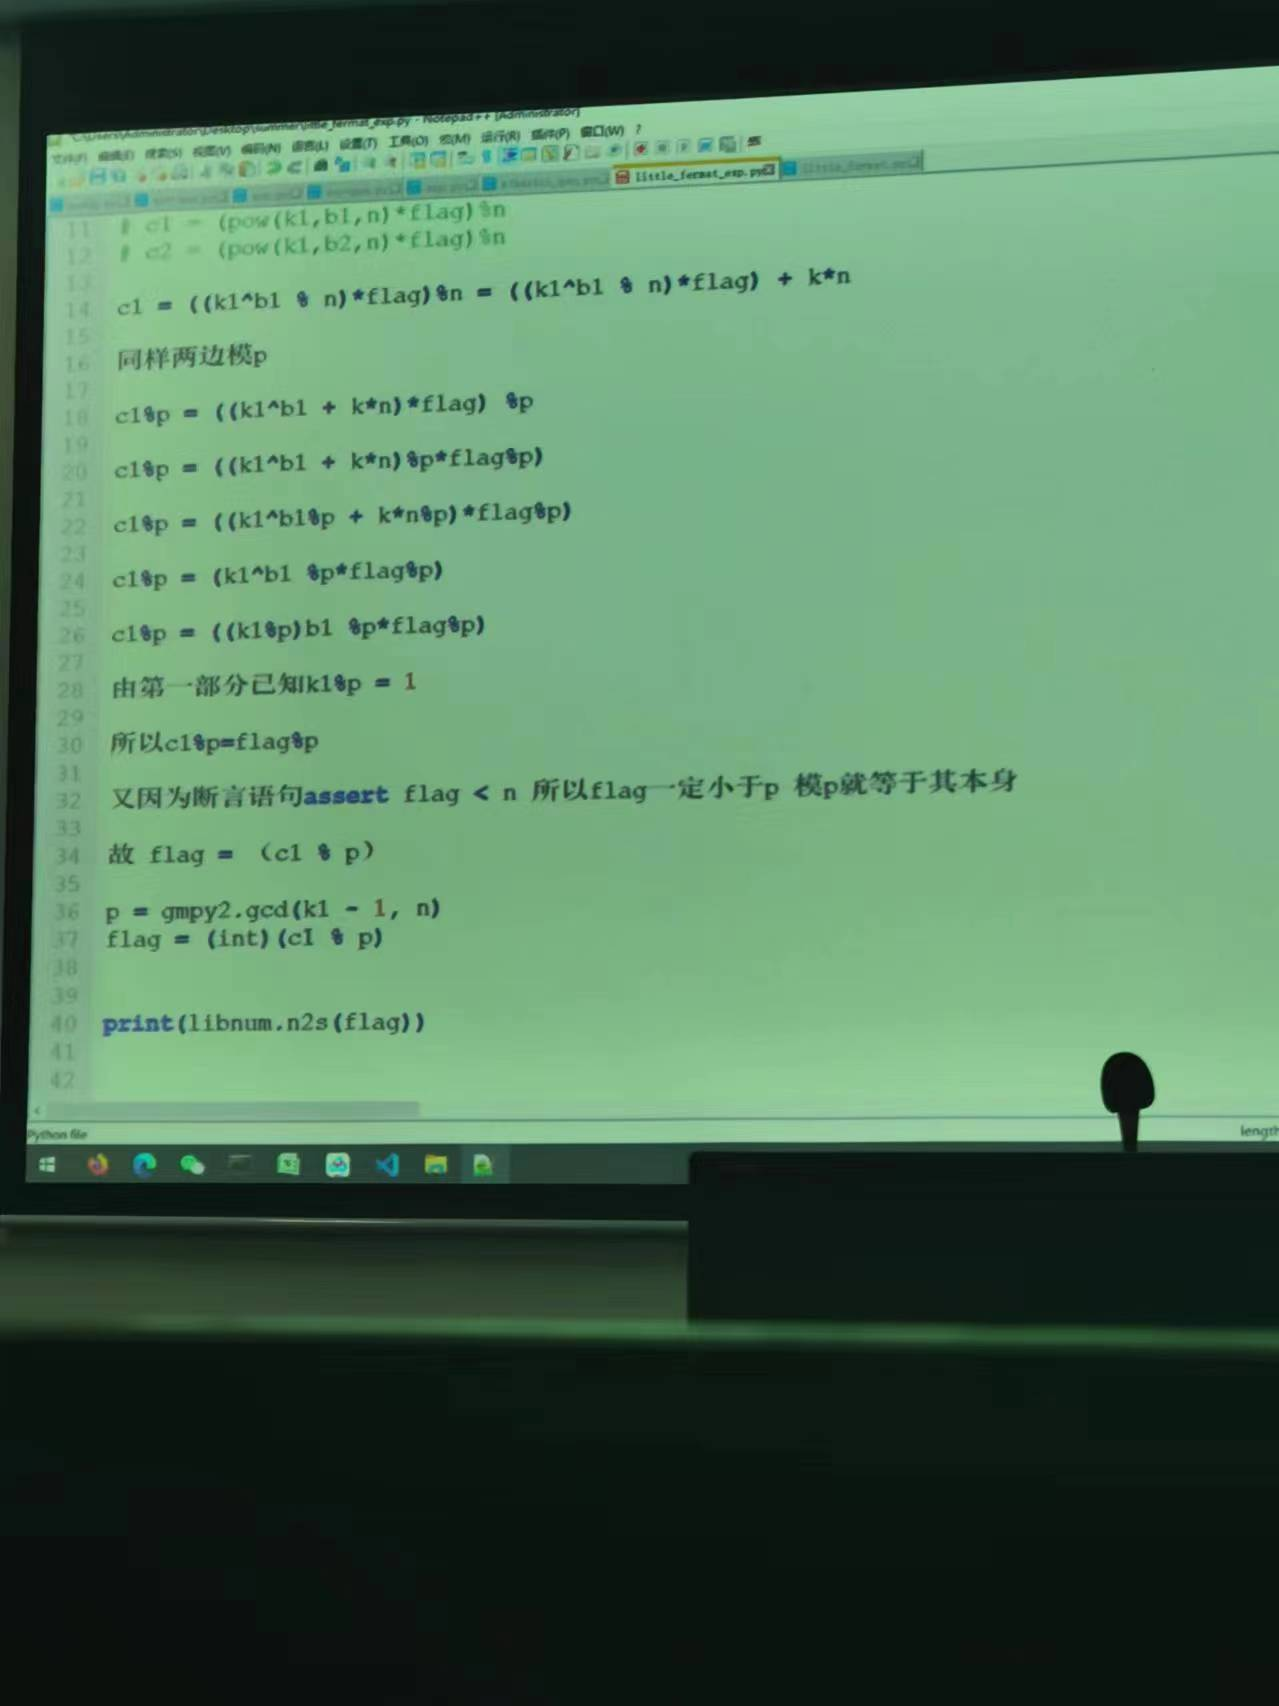 *C:\Users\Administrator\Desktop\summer\little_fermat_exp.py - Notepad++ [Administrator]
文件(F) 编辑(E) 搜索(S) 视图(V) 编码(N) 语言(L) 设置(T) 工具(O) 宏(M) 运行(R) 插件(P) 窗口(W) ?
little_fermat_exp.py little_fermat.py
11 # c1 = (pow(k1,b1,n)*flag)%n
12 # c2 = (pow(k1,b2,n)*flag)%n
13
14 c1 = ((k1^b1 % n)*flag)%n = ((k1^b1 % n)*flag) + k*n
15
16 同样两边模p
17
18 c1%p = ((k1^b1 + k*n)*flag) %p
19
20 c1%p = ((k1^b1 + k*n)%p*flag%p)
21
22 c1%p = ((k1^b1%p + k*n%p)*flag%p)
23
24 c1%p = (k1^b1 %p*flag%p)
25
26 c1%p = ((k1%p)b1 %p*flag%p)
27
28 由第一部分已知k1%p = 1
29
30 所以c1%p=flag%p
31
32 又因为断言语句assert flag < n 所以flag一定小于p 模p就等于其本身
33
34 故 flag = （c1 % p）
35
36 p = gmpy2.gcd(k1 - 1, n)
37 flag = (int)(cI % p)
38
39
40 print(libnum.n2s(flag))
41
42
Python file length